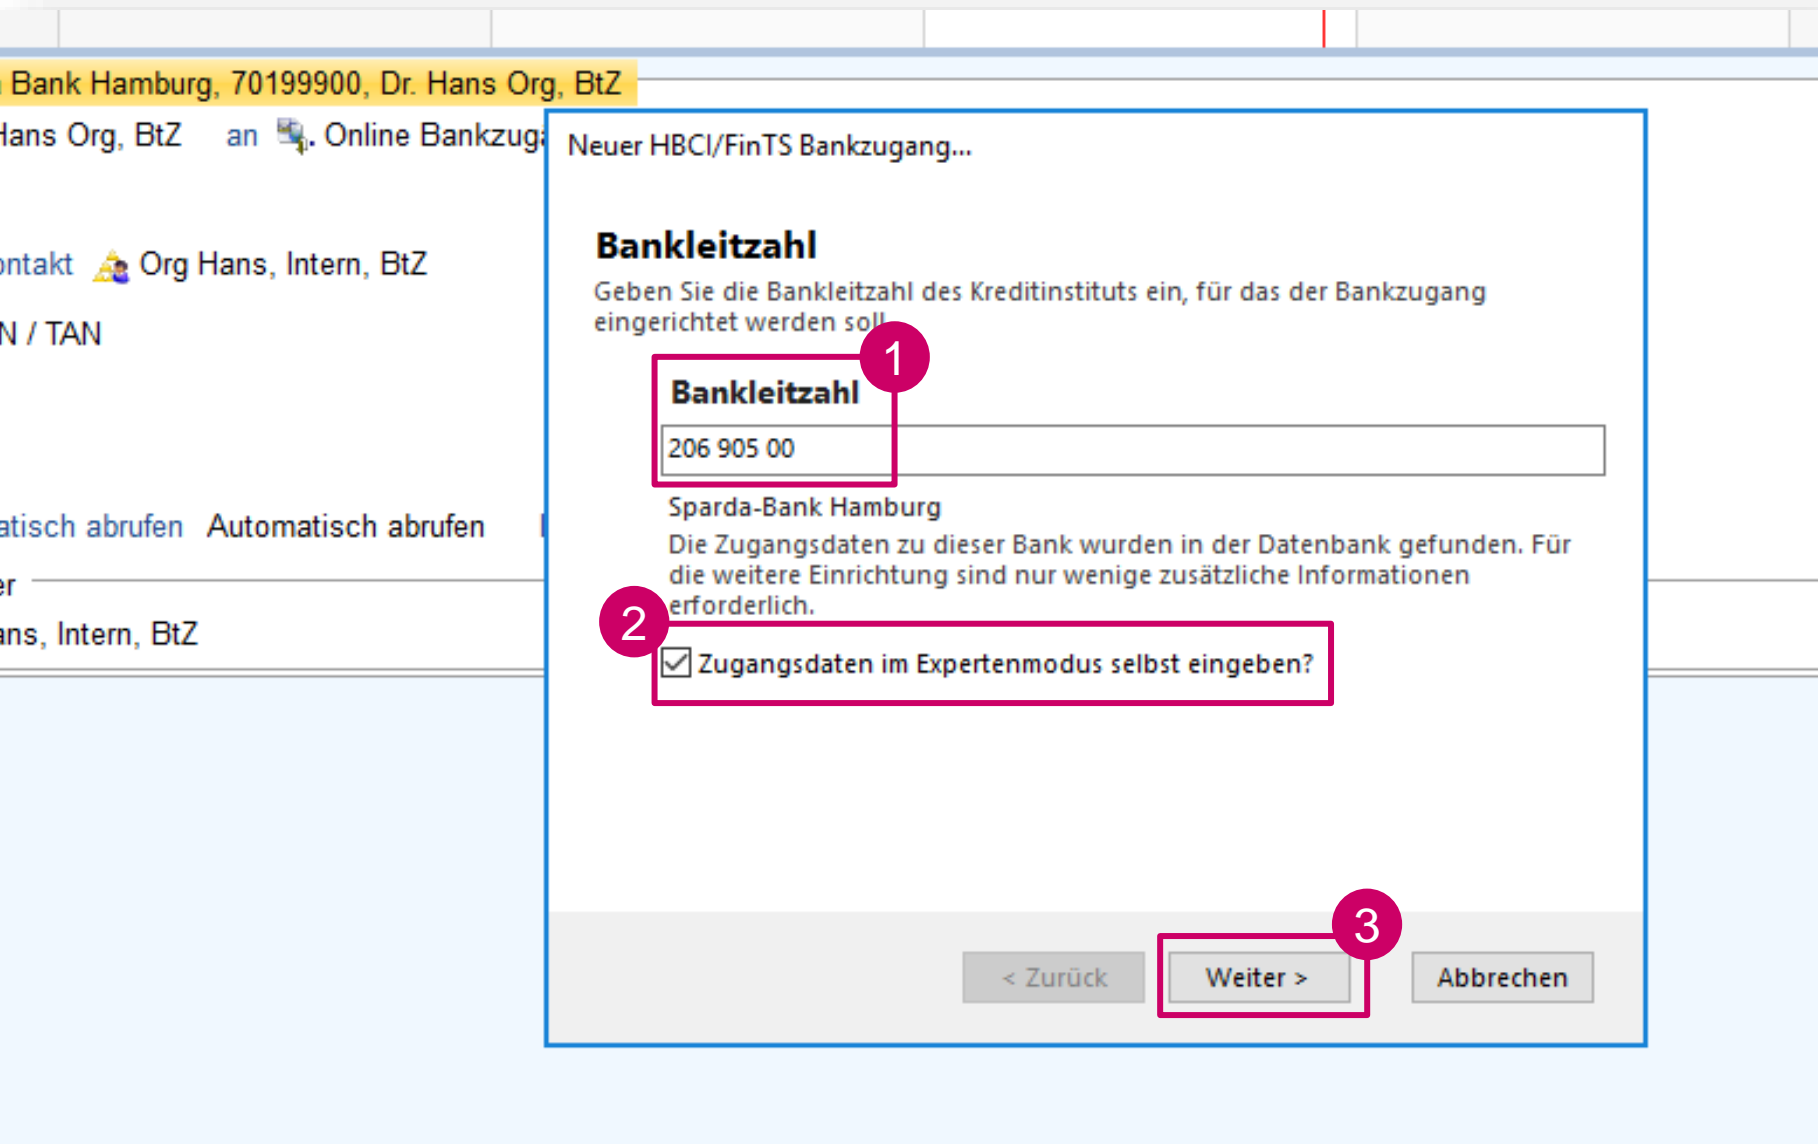 Bank Hamburg, 70199900, Dr. Hans Org, BtZ
Hans Org, BtZ an Online Bankzuga
ontakt Org Hans, Intern, BtZ
N / TAN
atisch abrufen Automatisch abrufen
er
ans, Intern, BtZ
Neuer HBCI/FinTS Bankzugang...
Bankleitzahl
Geben Sie die Bankleitzahl des Kreditinstituts ein, für das der Bankzugang
eingerichtet werden soll
1
Bankleitzahl
206 905 00
Sparda-Bank Hamburg
Die Zugangsdaten zu dieser Bank wurden in der Datenbank gefunden. Für
die weitere Einrichtung sind nur wenige zusätzliche Informationen
erforderlich.
2
Zugangsdaten im Expertenmodus selbst eingeben?
3
< Zurück Weiter > Abbrechen